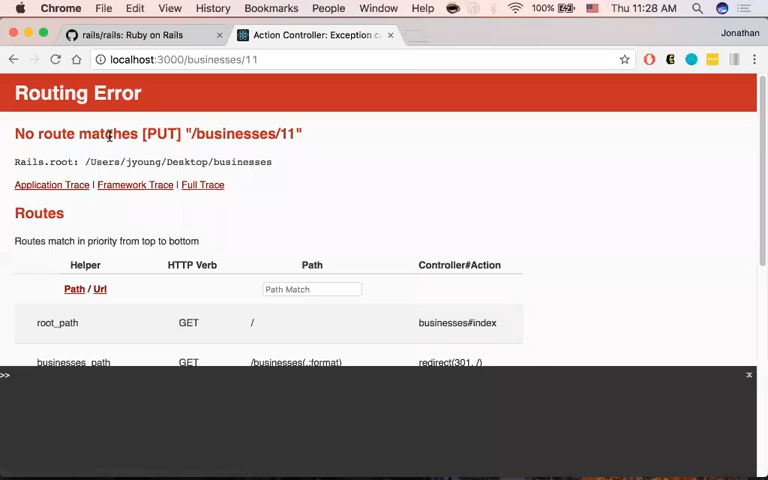 Chrome File Edit View History Bookmarks People Window Help 100% Thu 11:28 AM
rails/rails: Ruby on Rails × Action Controller: Exception c × Jonathan
localhost:3000/businesses/11
Routing Error
No route matches [PUT] "/businesses/11"
Rails.root: /Users/jyoung/Desktop/businesses
Application Trace | Framework Trace | Full Trace
Routes
Routes match in priority from top to bottom
Helper HTTP Verb Path Controller#Action
Path / Url Path Match
root_path GET / businesses#index
businesses_path GET /businesses(.:format) redirect(301, /)
>> x